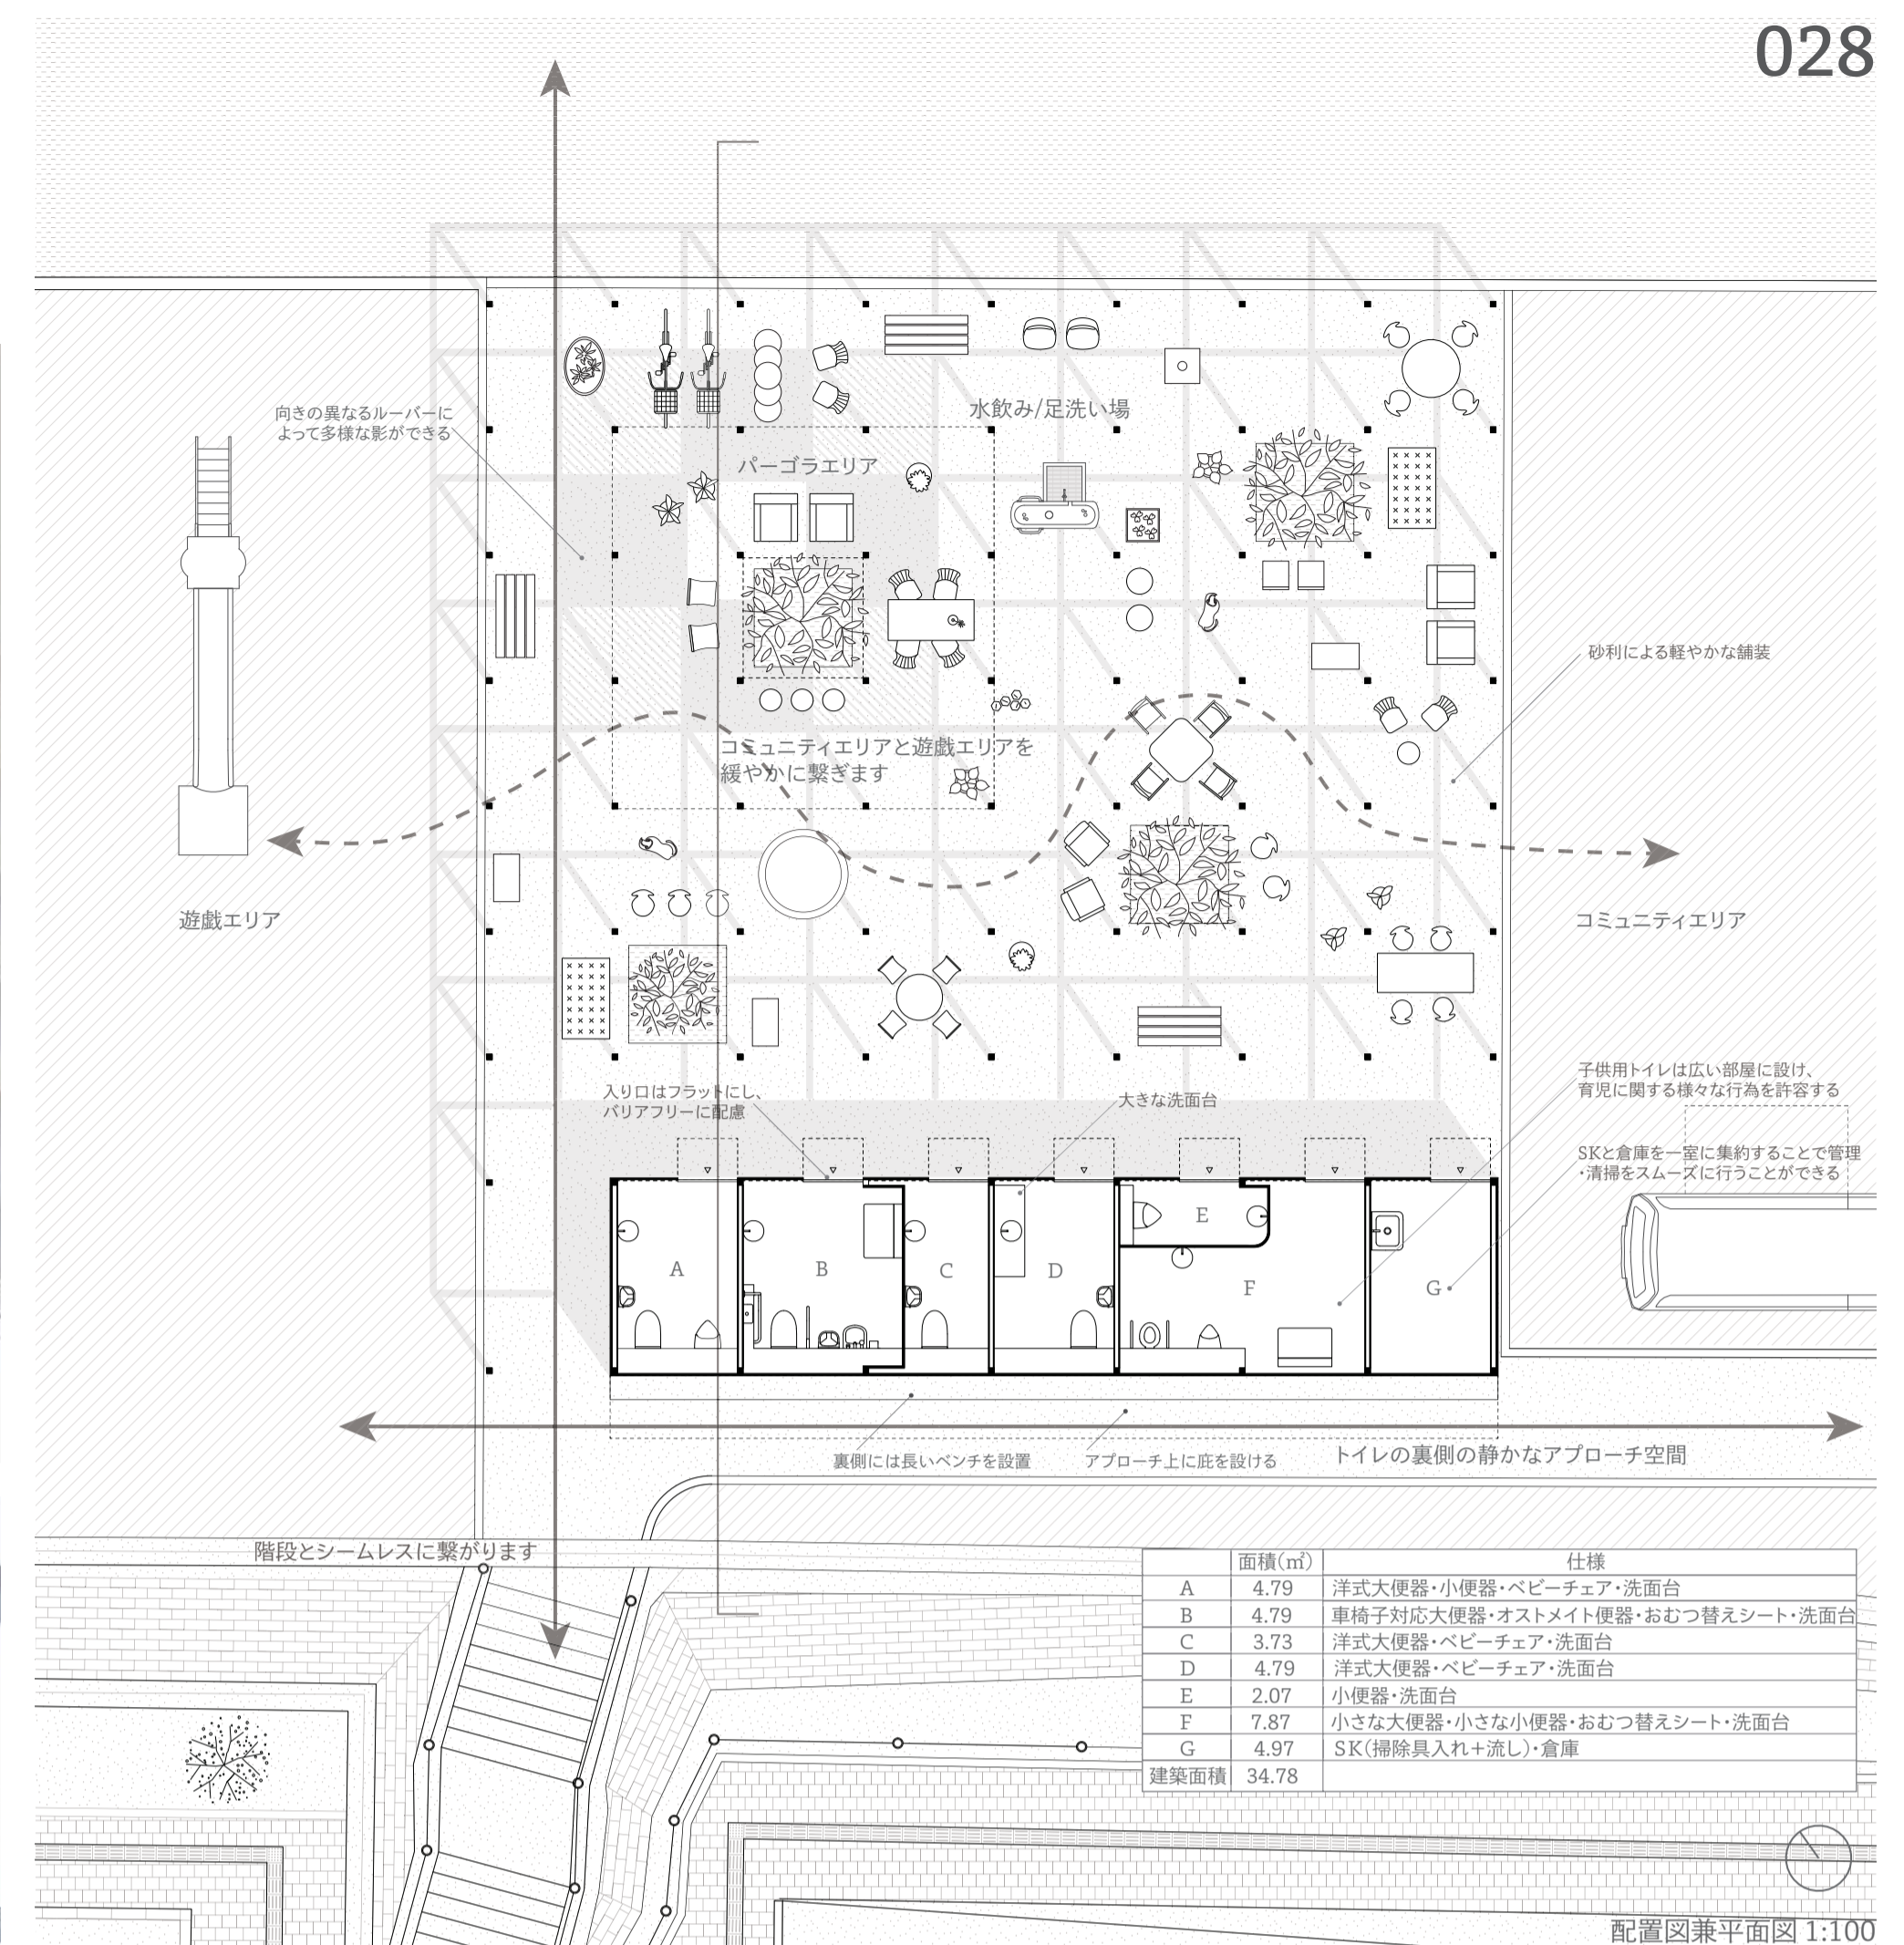 028
向きの異なるルーバーに
よって多様な影ができる
水飲み/足洗い場
パーゴラエリア
砂利による軽やかな舗装
コミュニティエリアと遊戯エリアを
緩やかに繋ぎます
遊戯エリア
コミュニティエリア
入り口はフラットにし、
バリアフリーに配慮
大きな洗面台
子供用トイレは広い部屋に設け、
育児に関する様々な行為を許容する
SKと倉庫を一室に集約することで管理
・清掃をスムーズに行うことができる
A
B
C
D
E
F
G
裏側には長いベンチを設置
アプローチ上に庇を設ける
トイレの裏側の静かなアプローチ空間
階段とシームレスに繋がります
面積(㎡) 仕様
A 4.79 洋式大便器・小便器・ベビーチェア・洗面台
B 4.79 車椅子対応大便器・オストメイト便器・おむつ替えシート・洗面台
C 3.73 洋式大便器・ベビーチェア・洗面台
D 4.79 洋式大便器・ベビーチェア・洗面台
E 2.07 小便器・洗面台
F 7.87 小さな大便器・小さな小便器・おむつ替えシート・洗面台
G 4.97 SK(掃除具入れ+流し)・倉庫
建築面積 34.78
配置図兼平面図 1:100